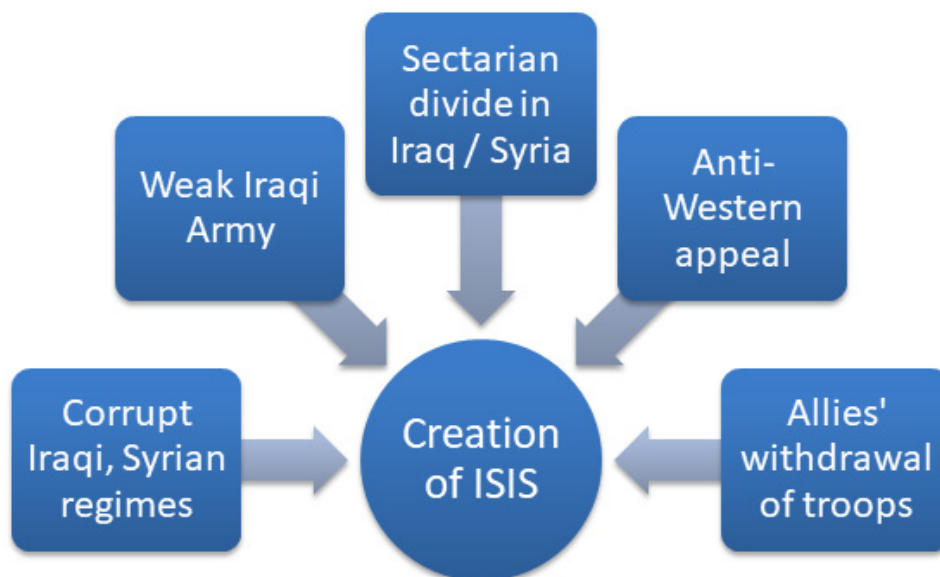 Sectarian
divide in
Iraq / Syria
Weak Iraqi
Army
Anti-
Western
appeal
Corrupt
Iraqi, Syrian
regimes
Creation
of ISIS
Allies'
withdrawal
of troops